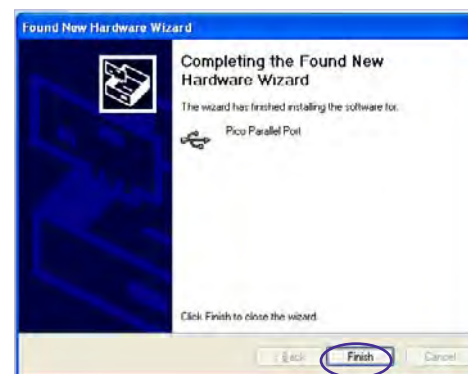 Found New Hardware Wizard
Completing the Found New
Hardware Wizard
The wizard has finished installing the software for:
Pico Parallel Port
Click Finish to close the wizard.
< Back
Finish
Cancel